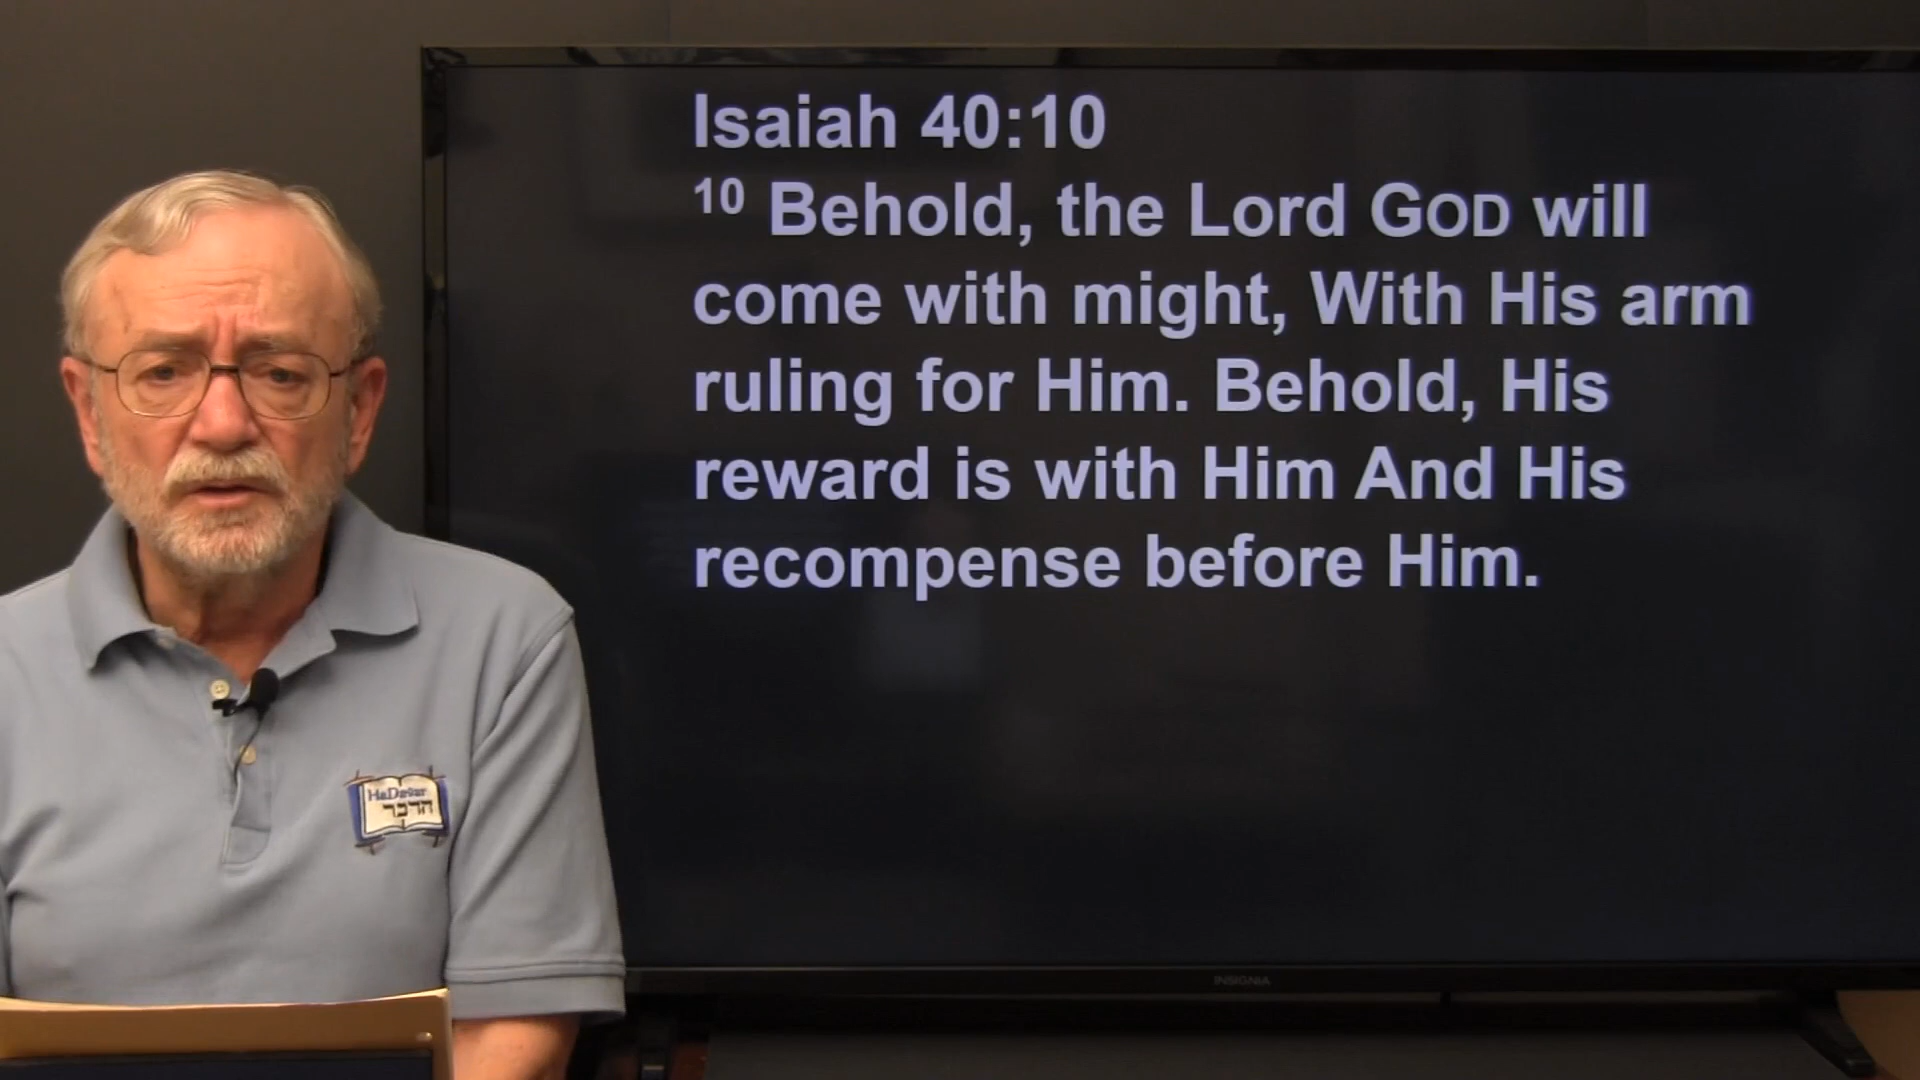 Isaiah 40:10
10 Behold, the Lord GOD will
come with might, With His arm
ruling for Him. Behold, His
reward is with Him And His
recompense before Him.
HaDavar
הדבר
INSIGNIA